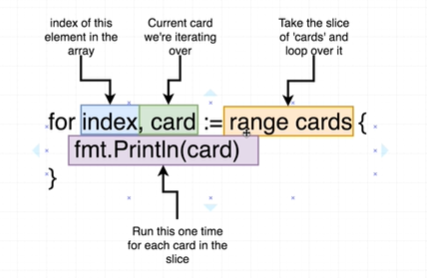 index of this
element in the
array
Current card
we're iterating
over
Take the slice
of 'cards' and
loop over it
for index, card := range cards {
fmt.Println(card)
}
Run this one time
for each card in the
slice